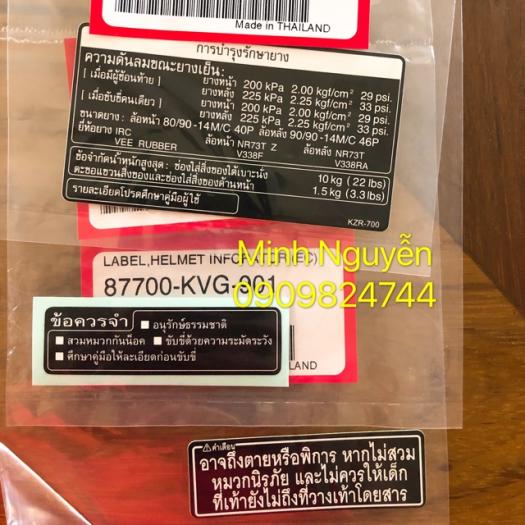 Made in THAILAND
การบำรุงรักษายาง
ความดันลมขณะยางเย็น:
[เมื่อมีผู้ซ้อนท้าย] ยางหน้า 200 kPa 2.00 kgf/cm² 29 psi.
ยางหลัง 225 kPa 2.25 kgf/cm² 33 psi.
[เมื่อขับขี่คนเดียว] ยางหน้า 200 kPa 2.00 kgf/cm² 29 psi.
ยางหลัง 225 kPa 2.25 kgf/cm² 33 psi.
ขนาดยาง: ล้อหน้า 80/90-14M/C 40P ล้อหลัง 90/90-14M/C 46P
ยี่ห้อยาง IRC ล้อหน้า NR73T Z ล้อหลัง NR73T
VEE RUBBER V338F V338RA
ข้อจำกัดน้ำหนักสูงสุด: ช่องใส่สิ่งของใต้เบาะนั่ง 10 kg (22 lbs)
ตะขอแขวนสิ่งของและช่องใส่สิ่งของด้านหน้า 1.5 kg (3.3 lbs)
รายละเอียดโปรดศึกษาคู่มือผู้ใช้
KZR-700
Minh Nguyễn
LABEL,HELMET
87700-KVG-001
0909824744
ข้อควรจำ ■ อนุรักษ์ธรรมชาติ
■ สวมหมวกกันน็อค ■ ขับขี่ด้วยความระมัดระวัง
■ ศึกษาคู่มือให้ละเอียดก่อนขับขี่
AILAND
⚠คำเตือน
อาจถึงตายหรือพิการ หากไม่สวม
หมวกนิรภัย และไม่ควรให้เด็ก
ที่เท้ายังไม่ถึงที่วางเท้าโดยสาร